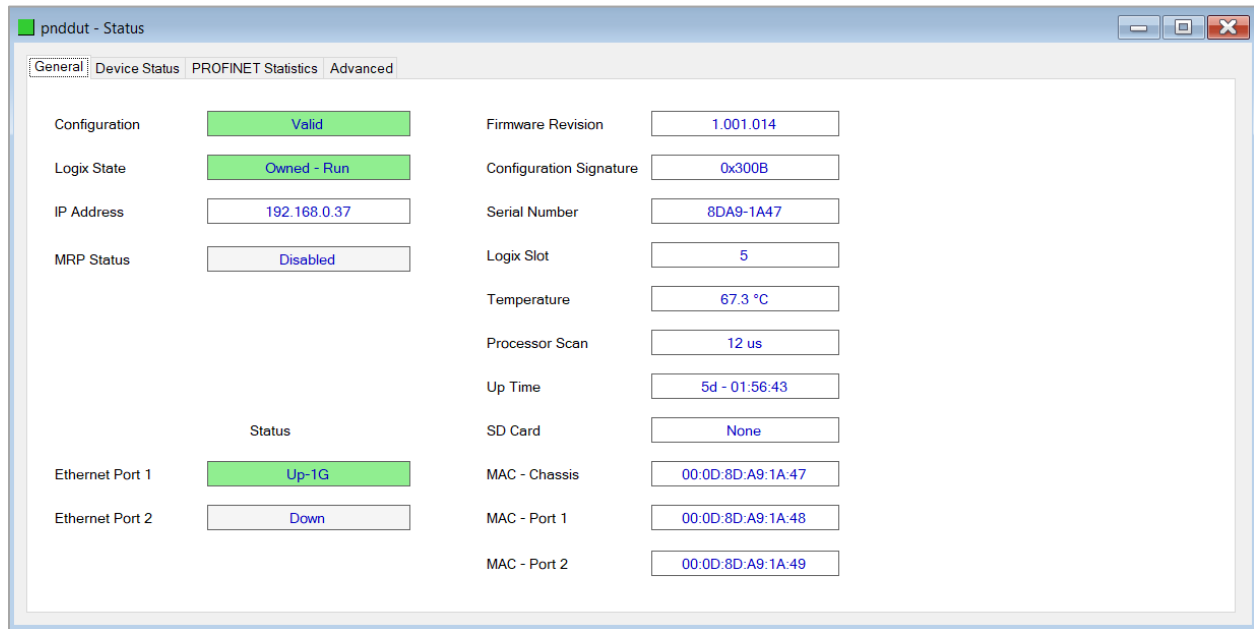 pnddut - Status
General Device Status PROFINET Statistics Advanced
Configuration Valid
Logix State Owned - Run
IP Address 192.168.0.37
MRP Status Disabled
Status
Ethernet Port 1 Up-1G
Ethernet Port 2 Down
Firmware Revision 1.001.014
Configuration Signature 0x300B
Serial Number 8DA9-1A47
Logix Slot 5
Temperature 67.3 °C
Processor Scan 12 us
Up Time 5d - 01:56:43
SD Card None
MAC - Chassis 00:0D:8D:A9:1A:47
MAC - Port 1 00:0D:8D:A9:1A:48
MAC - Port 2 00:0D:8D:A9:1A:49